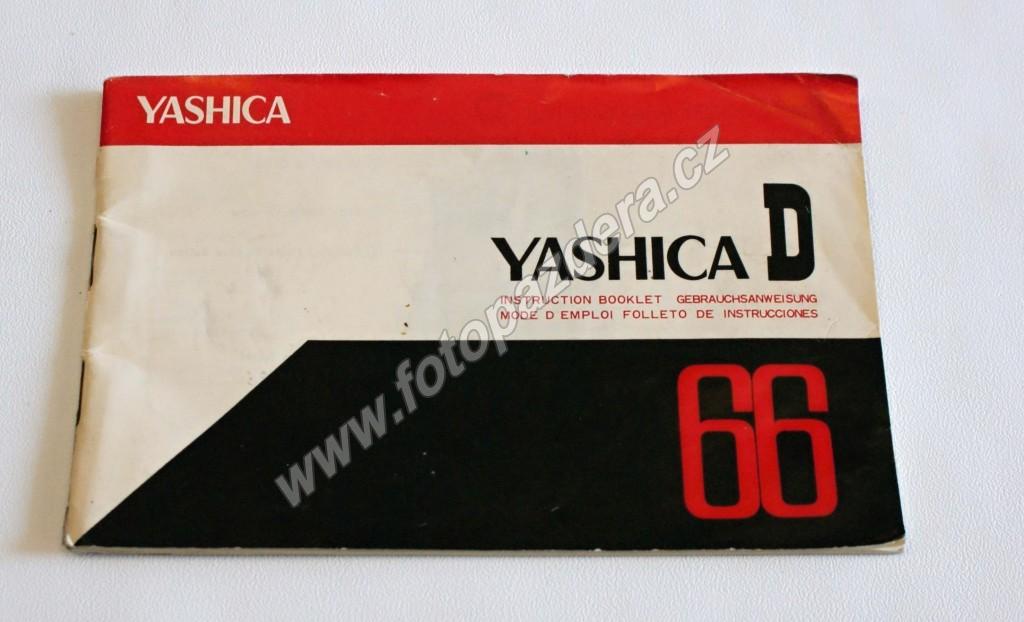 YASHICA
YASHICA D
INSTRUCTION BOOKLET GEBRAUCHSANWEISUNG
MODE D EMPLOI FOLLETO DE INSTRUCCIONES
66
www.fotopazdera.cz